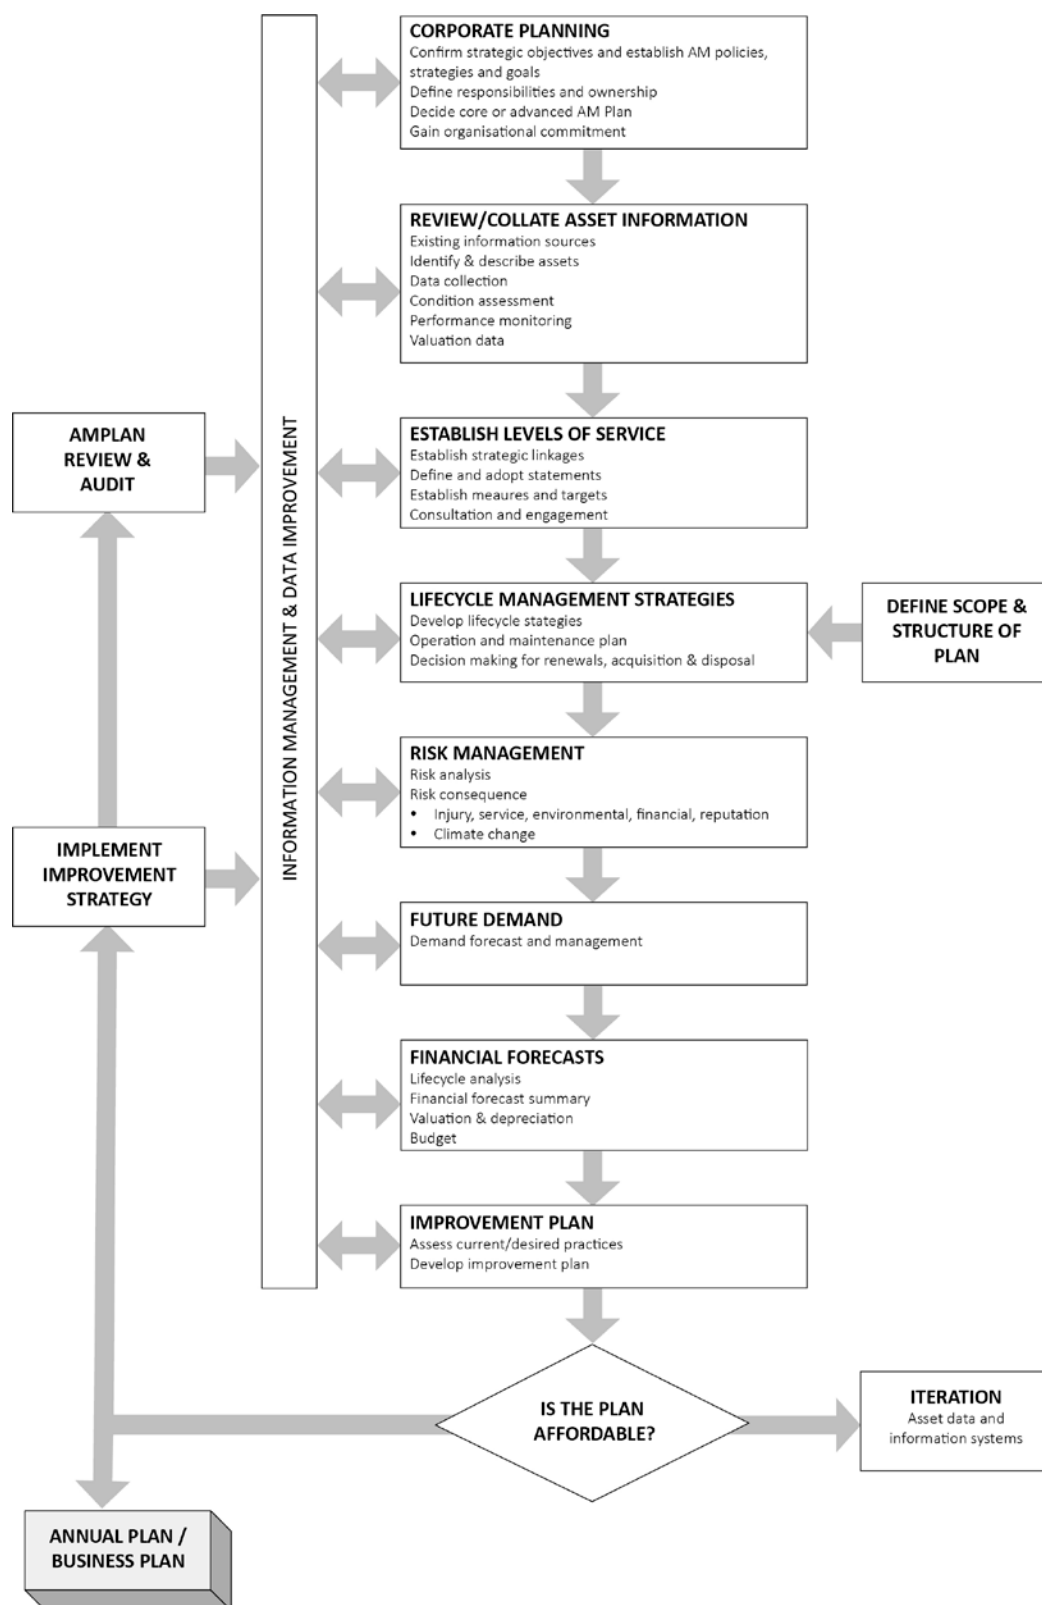 CORPORATE PLANNING
Confirm strategic objectives and establish AM policies,
strategies and goals
Define responsibilities and ownership
Decide core or advanced AM Plan
Gain organisational commitment
REVIEW/COLLATE ASSET INFORMATION
Existing information sources
Identify & describe assets
Data collection
Condition assessment
Performance monitoring
Valuation data
INFORMATION MANAGEMENT & DATA IMPROVEMENT
AMPLAN
REVIEW &
AUDIT
ESTABLISH LEVELS OF SERVICE
Establish strategic linkages
Define and adopt statements
Establish meaures and targets
Consultation and engagement
LIFECYCLE MANAGEMENT STRATEGIES
Develop lifecycle stategies
Operation and maintenance plan
Decision making for renewals, acquisition & disposal
DEFINE SCOPE &
STRUCTURE OF
PLAN
RISK MANAGEMENT
Risk analysis
Risk consequence
• Injury, service, environmental, financial, reputation
• Climate change
IMPLEMENT
IMPROVEMENT
STRATEGY
FUTURE DEMAND
Demand forecast and management
FINANCIAL FORECASTS
Lifecycle analysis
Financial forecast summary
Valuation & depreciation
Budget
IMPROVEMENT PLAN
Assess current/desired practices
Develop improvement plan
IS THE PLAN
AFFORDABLE?
ITERATION
Asset data and
information systems
ANNUAL PLAN /
BUSINESS PLAN